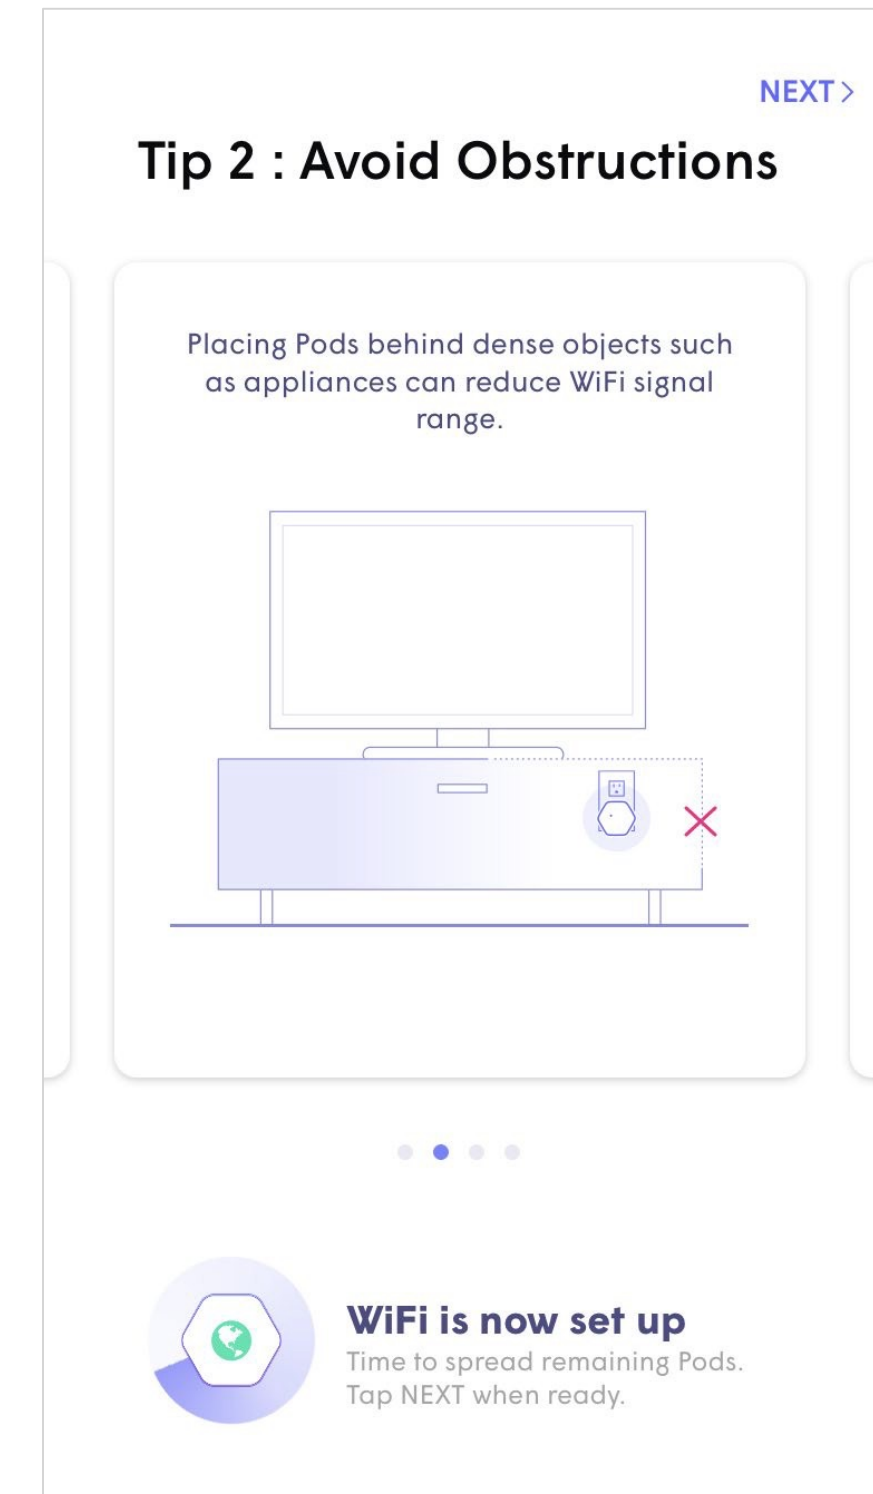 NEXT >
Tip 2 : Avoid Obstructions
Placing Pods behind dense objects such
as appliances can reduce WiFi signal
range.
WiFi is now set up
Time to spread remaining Pods.
Tap NEXT when ready.